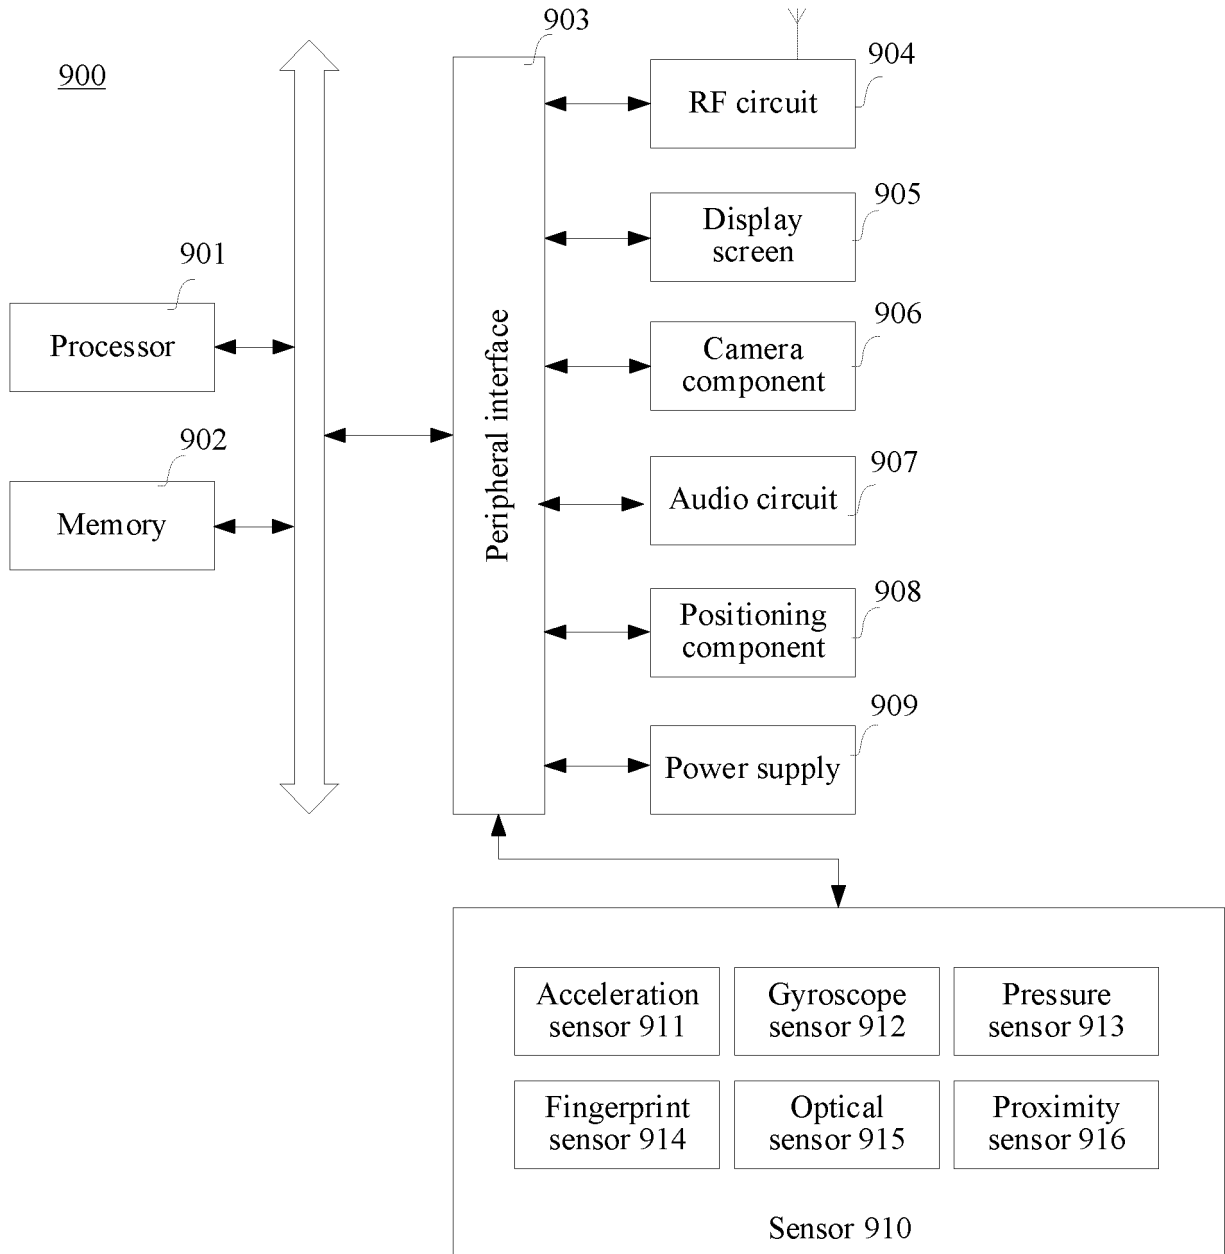 900
903
904
RF circuit
905
Display
screen
901
Processor
906
Camera
component
Peripheral interface
902
Memory
907
Audio circuit
908
Positioning
component
909
Power supply
Acceleration
sensor 911
Gyroscope
sensor 912
Pressure
sensor 913
Fingerprint
sensor 914
Optical
sensor 915
Proximity
sensor 916
Sensor 910